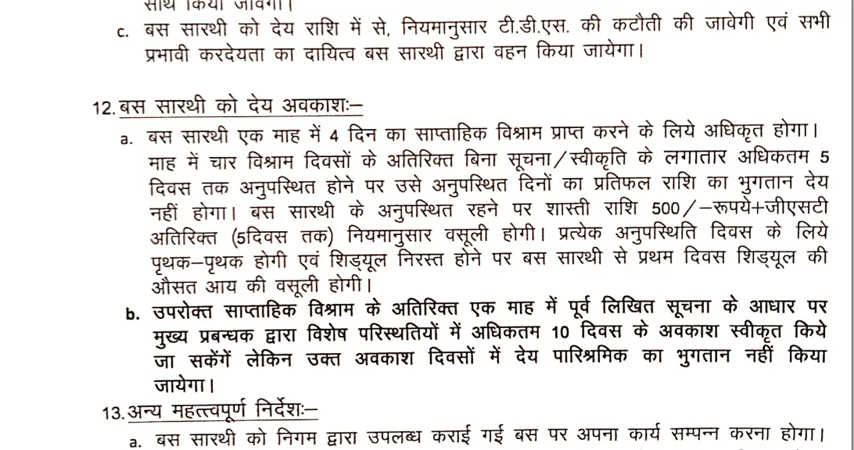 साथ किया जावेगा।
c. बस सारथी को देय राशि में से, नियमानुसार टी.डी.एस. की कटौती की जावेगी एवं सभी
प्रभावी करदेयता का दायित्व बस सारथी द्वारा वहन किया जायेगा।
12. बस सारथी को देय अवकाशः–
a. बस सारथी एक माह में 4 दिन का साप्ताहिक विश्राम प्राप्त करने के लिये अधिकृत होगा।
माह में चार विश्राम दिवसों के अतिरिक्त बिना सूचना/स्वीकृति के लगातार अधिकतम 5
दिवस तक अनुपस्थित होने पर उसे अनुपस्थित दिनों का प्रतिफल राशि का भुगतान देय
नहीं होगा। बस सारथी के अनुपस्थित रहने पर शास्ती राशि 500/–रूपये+जीएसटी
अतिरिक्त (5दिवस तक) नियमानुसार वसूली होगी। प्रत्येक अनुपस्थिति दिवस के लिये
पृथक–पृथक होगी एवं शिड्यूल निरस्त होने पर बस सारथी से प्रथम दिवस शिड्यूल की
औसत आय की वसूली होगी।
b. उपरोक्त साप्ताहिक विश्राम के अतिरिक्त एक माह में पूर्व लिखित सूचना के आधार पर
मुख्य प्रबन्धक द्वारा विशेष परिस्थतियों में अधिकतम 10 दिवस के अवकाश स्वीकृत किये
जा सकेंगें लेकिन उक्त अवकाश दिवसों में देय पारिश्रमिक का भुगतान नहीं किया
जायेगा।
13. अन्य महत्त्वपूर्ण निर्देशः–
a. बस सारथी को निगम द्वारा उपलब्ध कराई गई बस पर अपना कार्य सम्पन्न करना होगा।